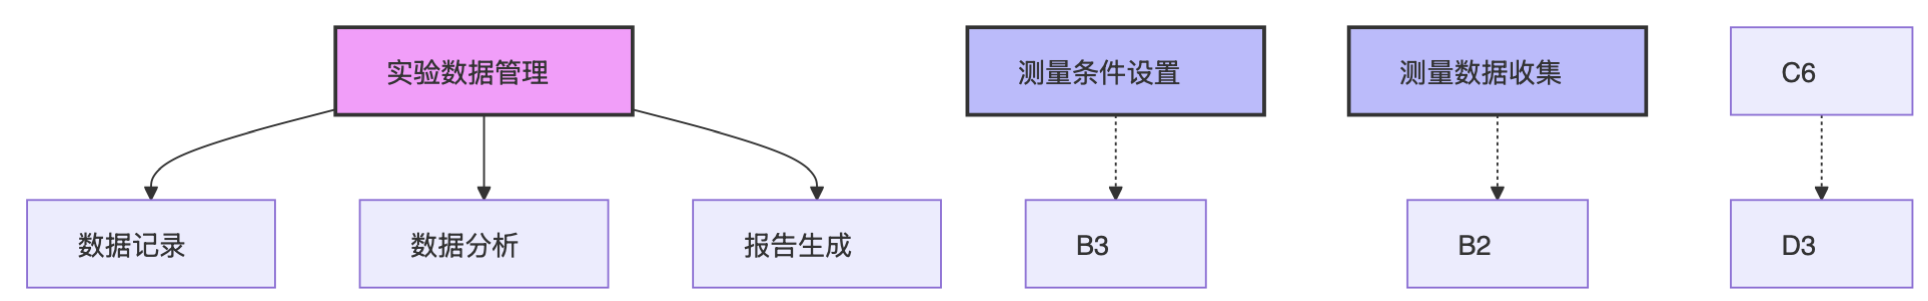 实验数据管理
测量条件设置
测量数据收集
C6
数据记录
数据分析
报告生成
B3
B2
D3